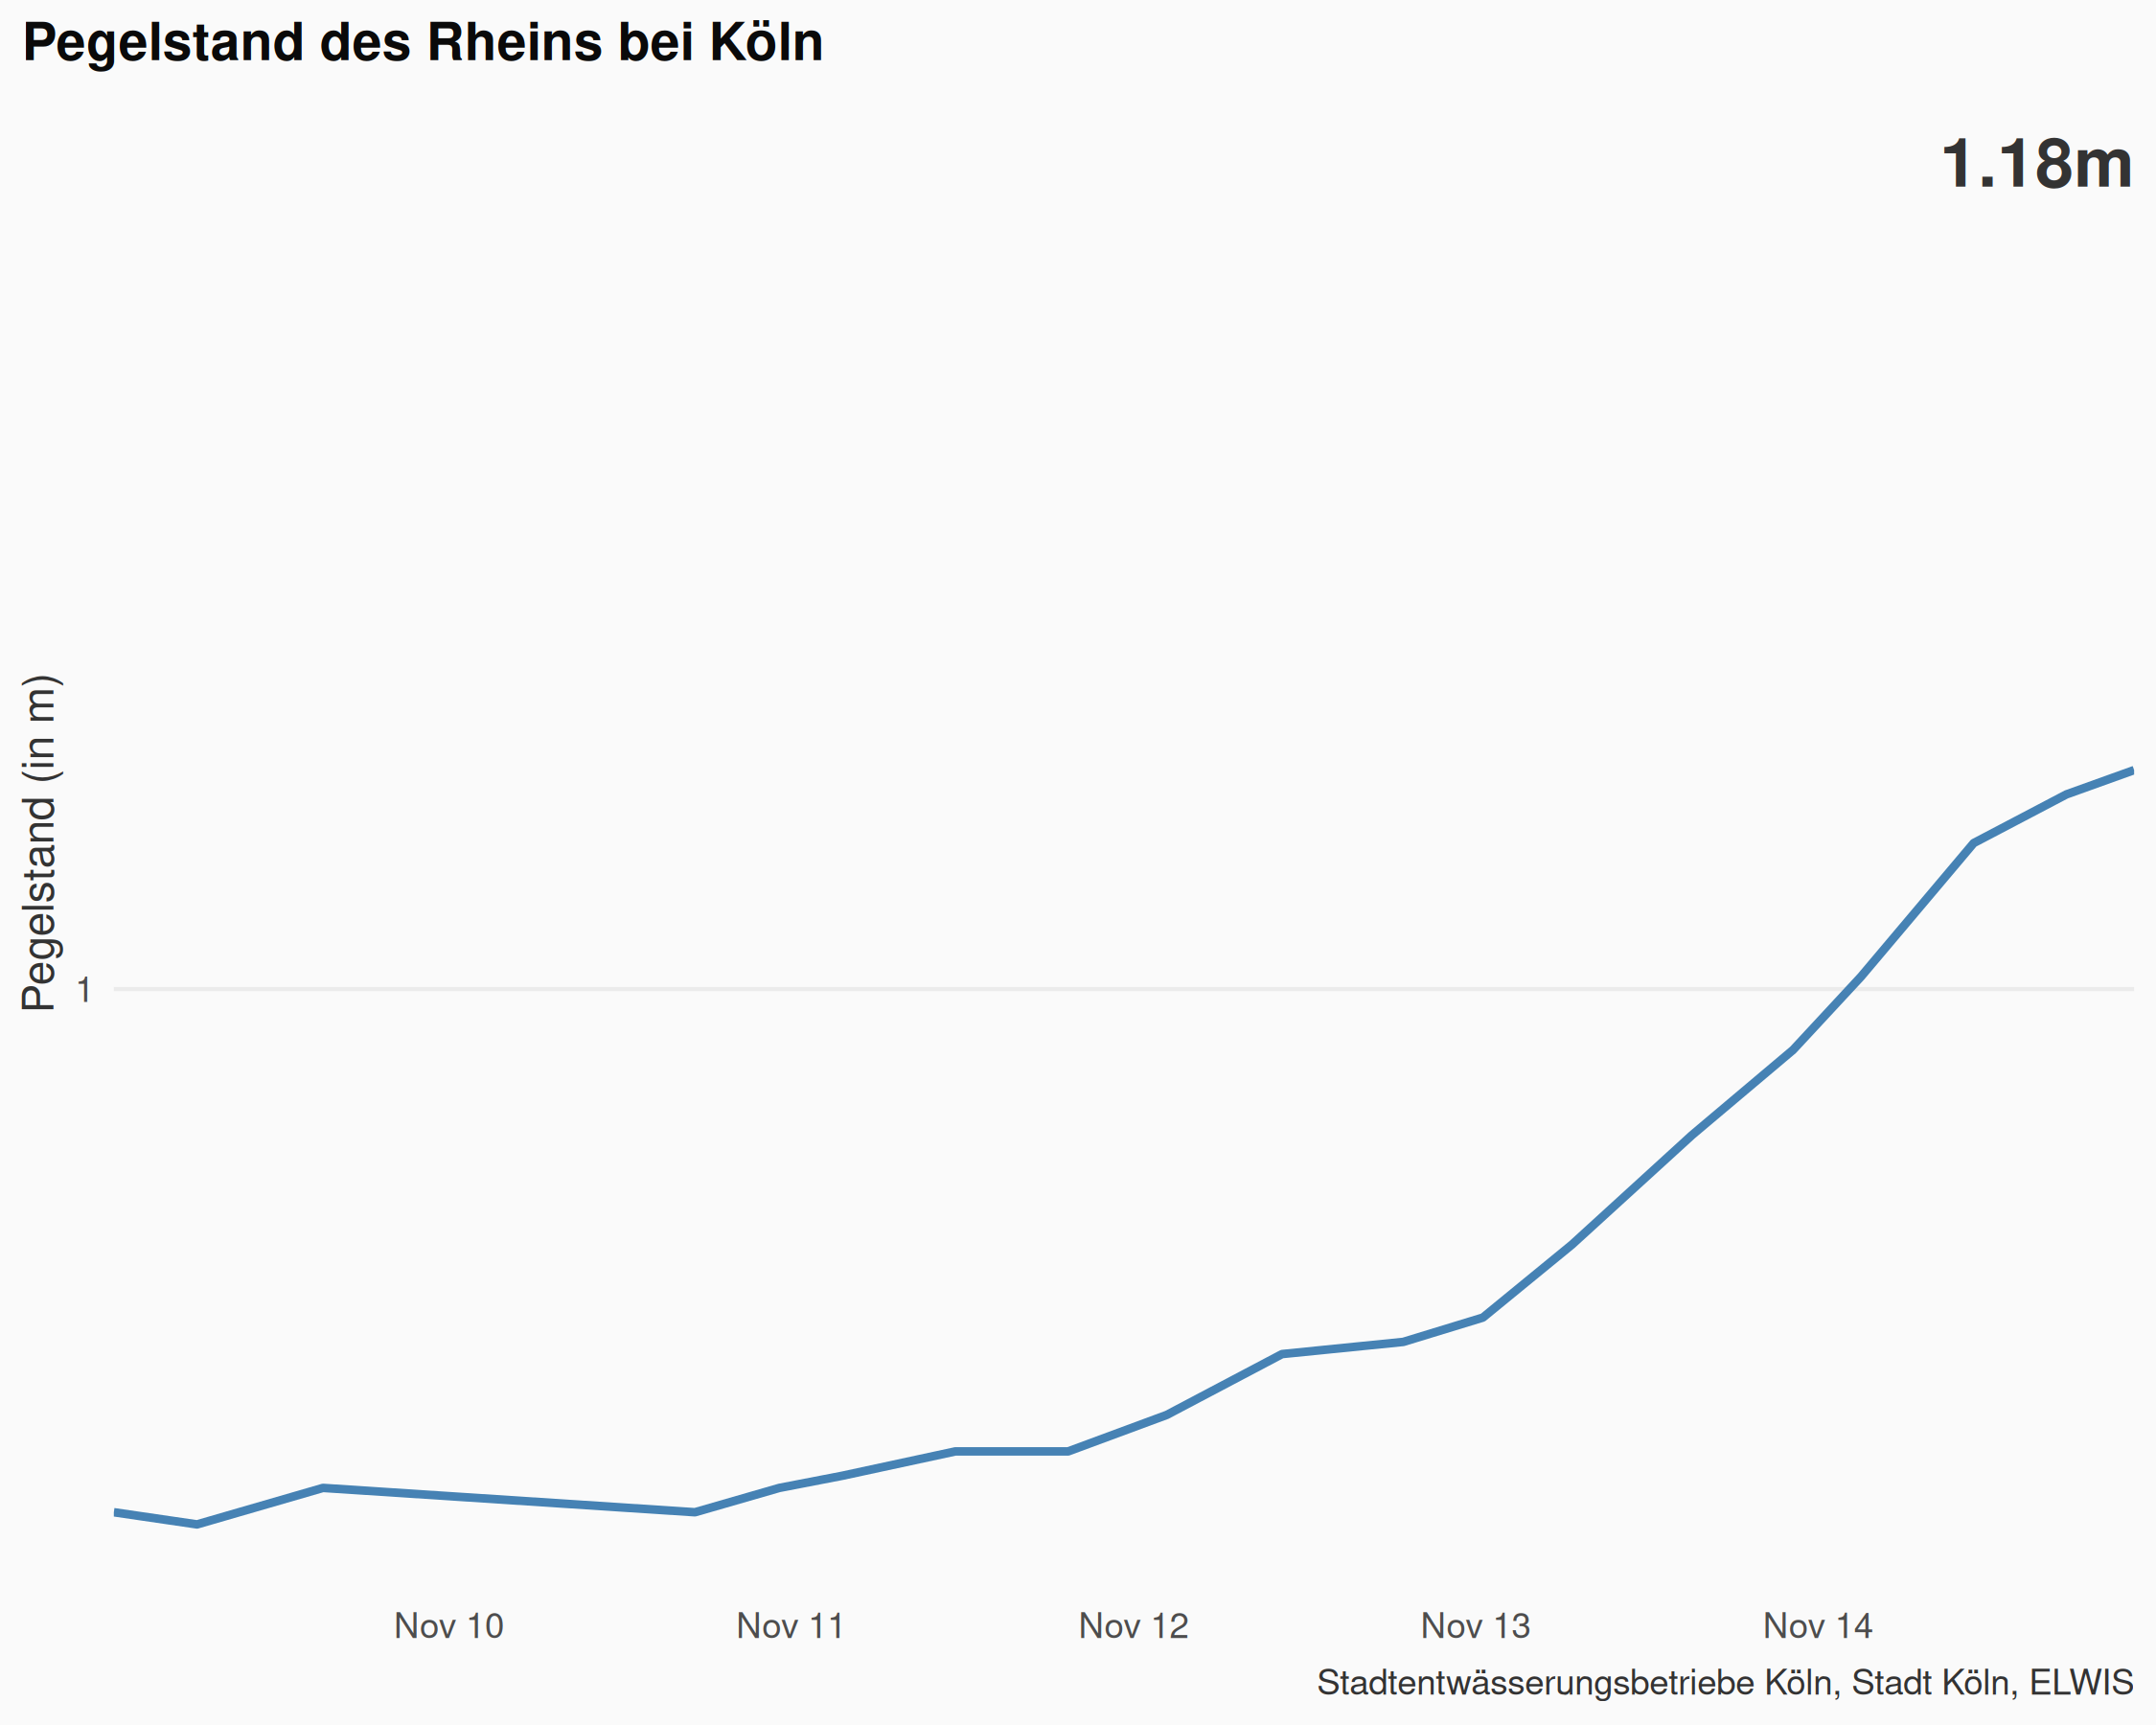 Pegelstand des Rheins bei Köln
1.18m
Pegelstand (in m)
1
Nov 10
Nov 11
Nov 12
Nov 13
Nov 14
Stadtentwässerungsbetriebe Köln, Stadt Köln, ELWIS